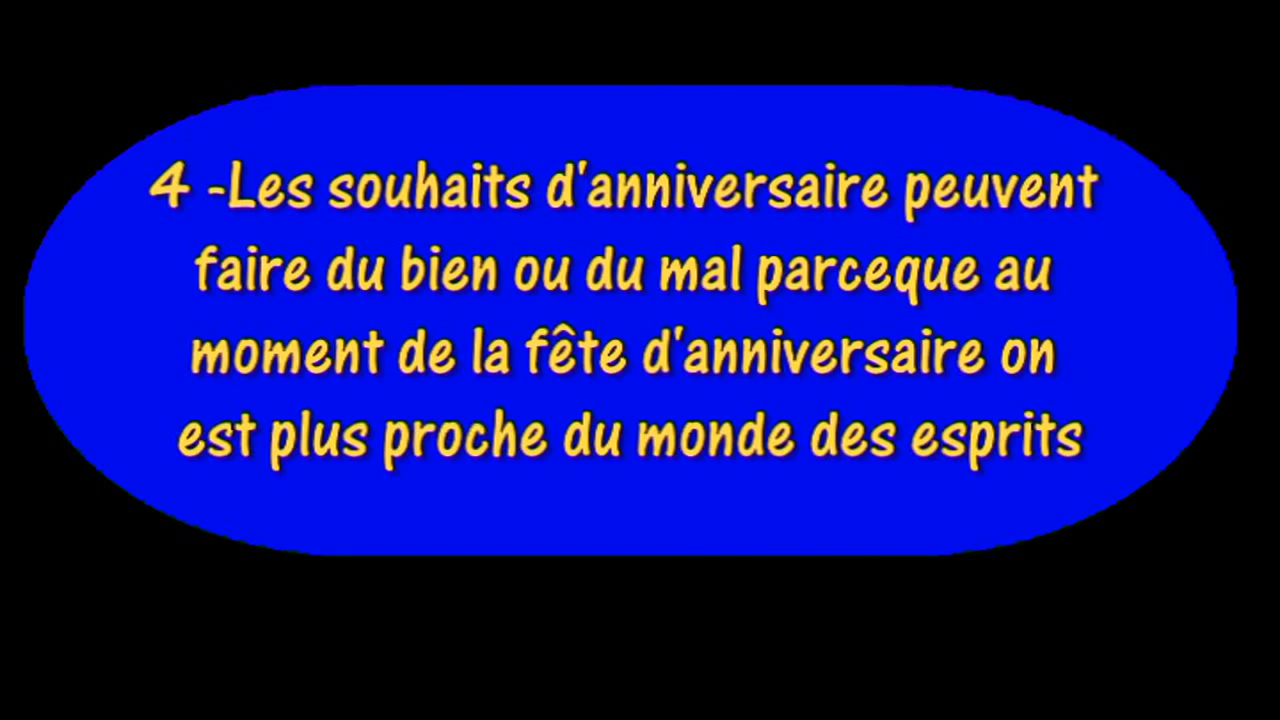 4 -Les souhaits d'anniversaire peuvent
faire du bien ou du mal parceque au
moment de la fête d'anniversaire on
est plus proche du monde des esprits